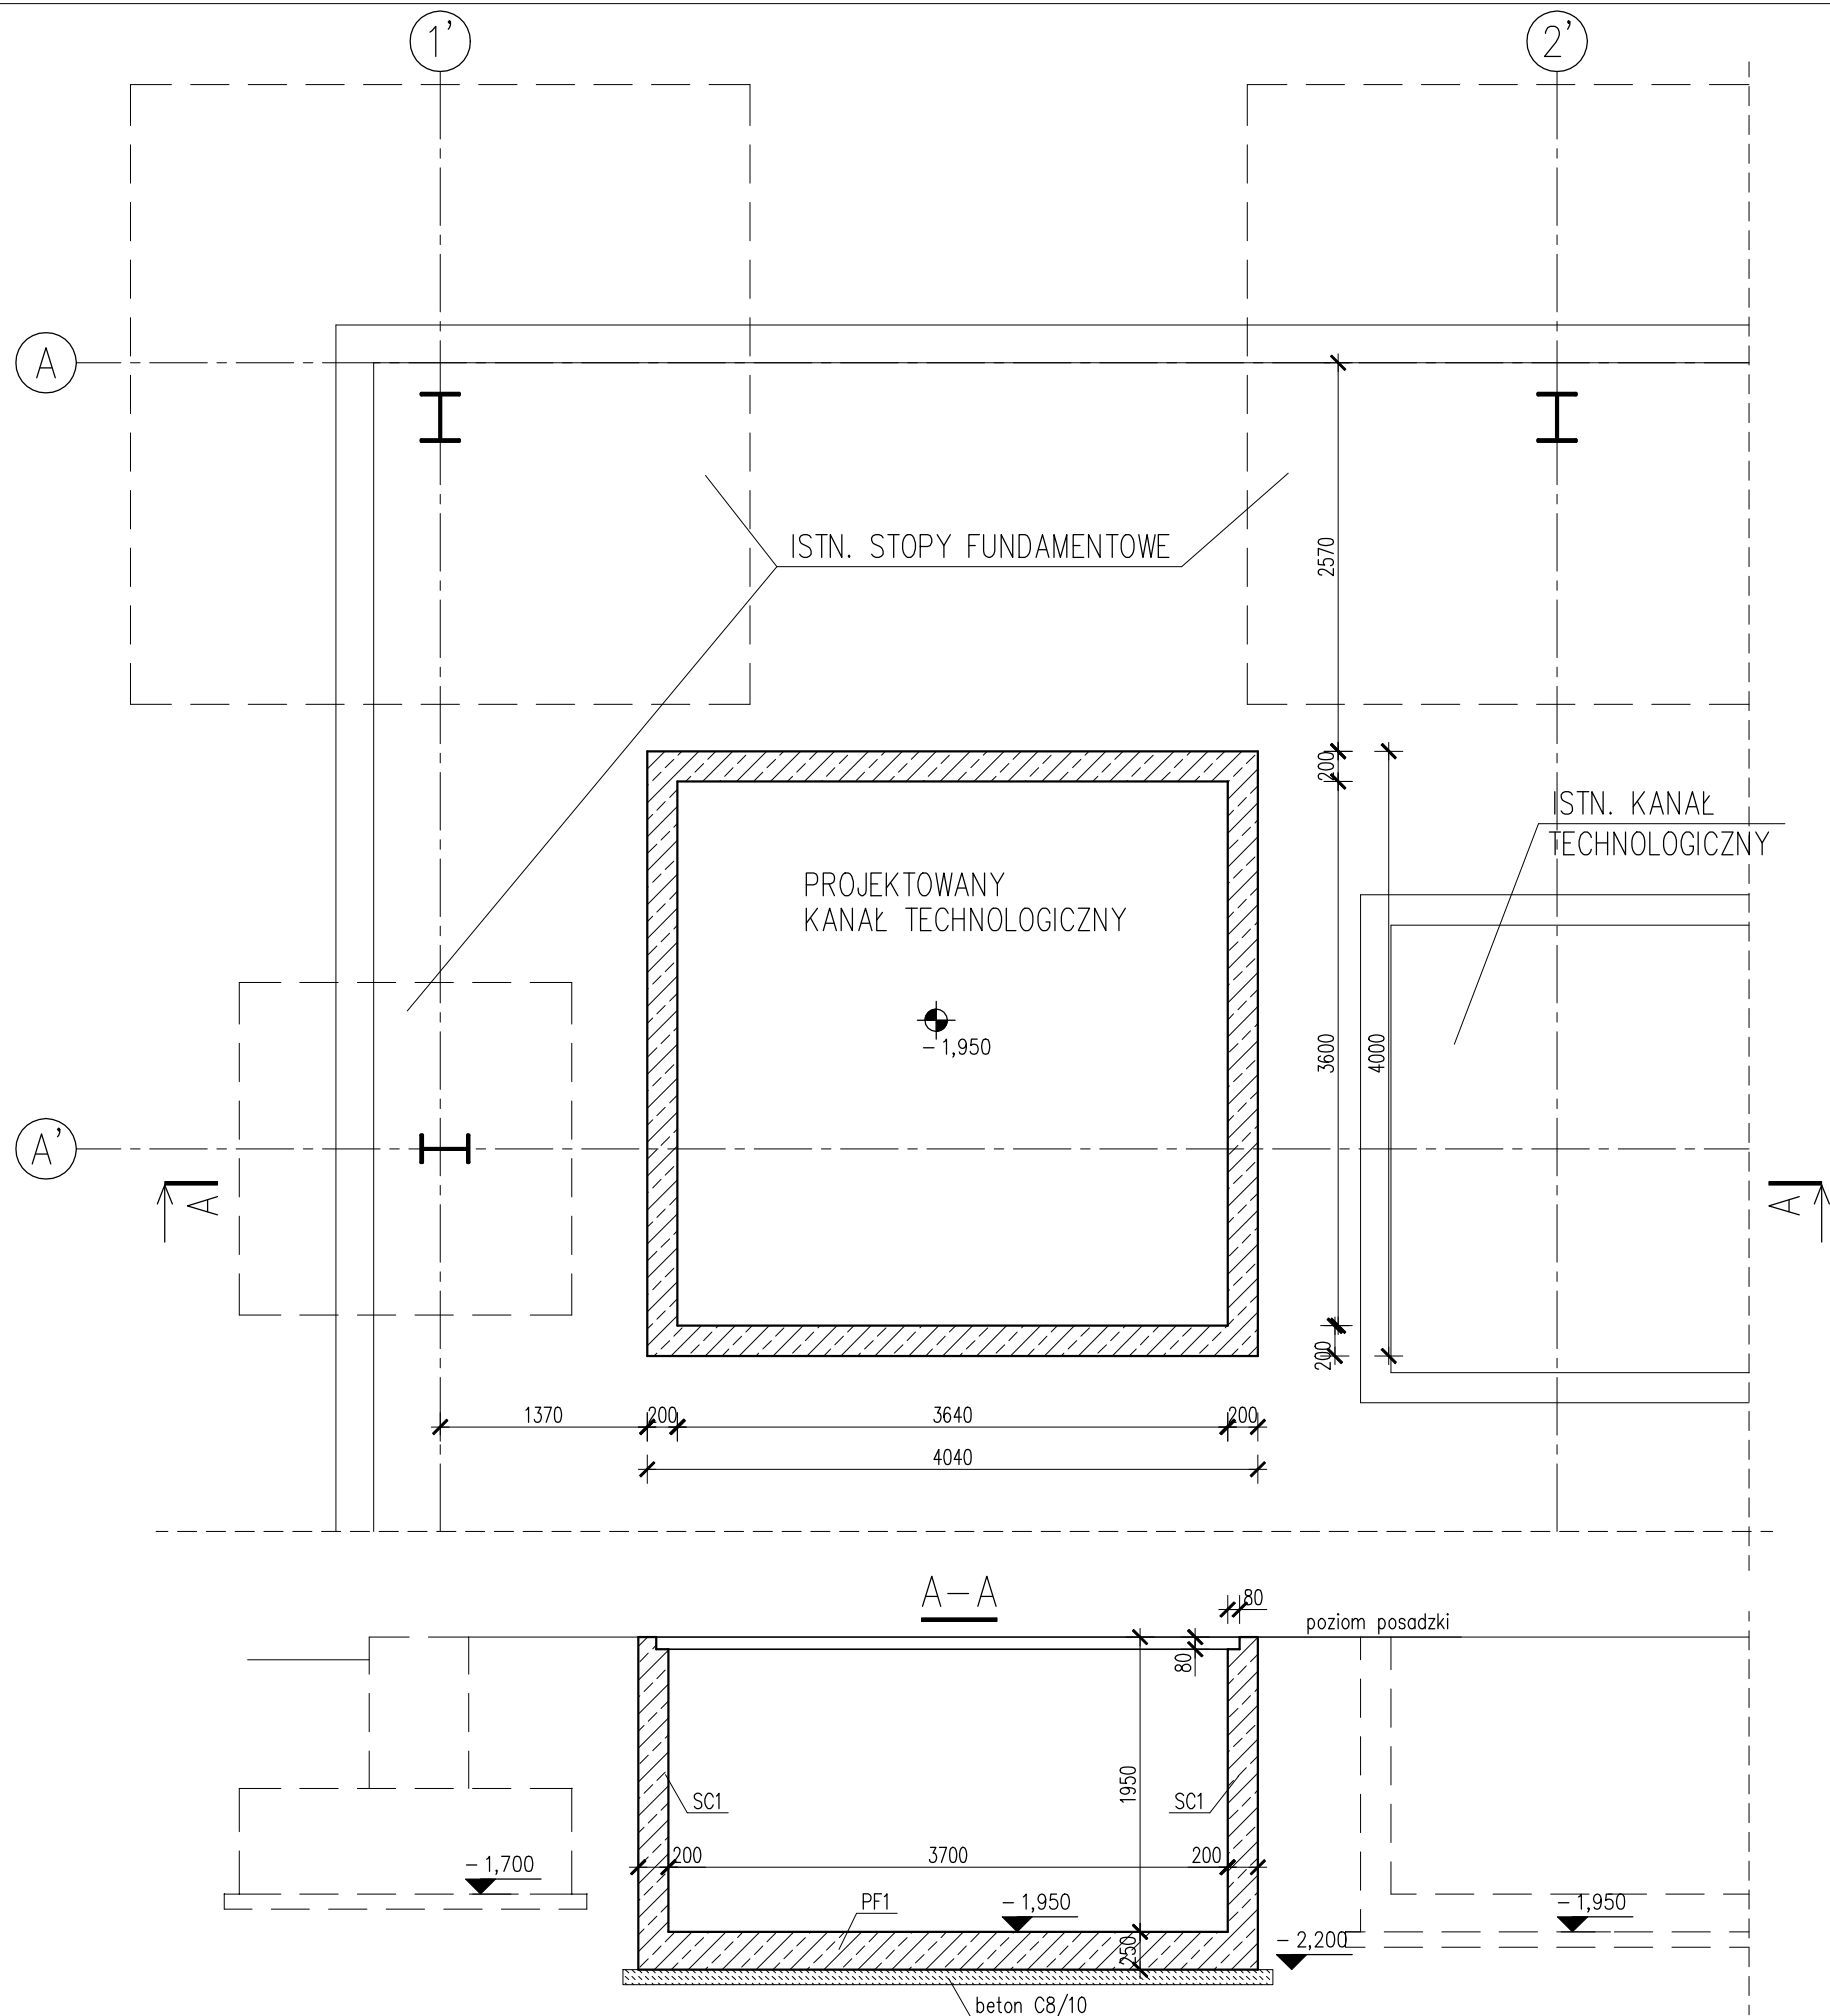 1'
2'
A
ISTN. STOPY FUNDAMENTOWE
2570
200
ISTN. KANAŁ
TECHNOLOGICZNY
PROJEKTOWANY
KANAŁ TECHNOLOGICZNY
- 1,950
3600
4000
A'
A
A
200
1370
200
3640
200
4040
A-A
80
poziom posadzki
80
1950
SC1
SC1
200
3700
200
- 1,700
PF1
- 1,950
- 1,950
250
- 2,200
beton C8/10